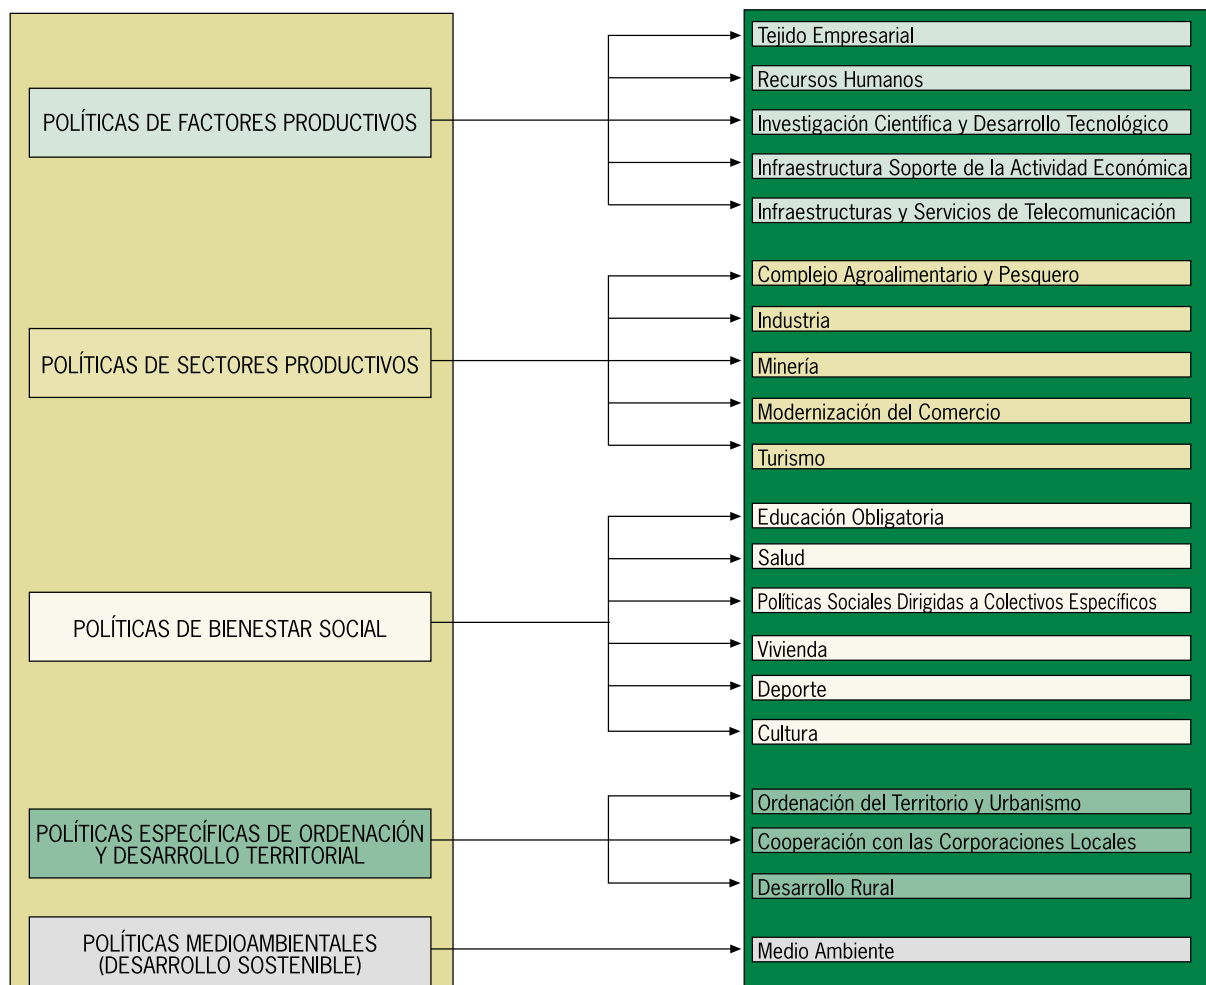 POLÍTICAS DE FACTORES PRODUCTIVOS
Tejido Empresarial
Recursos Humanos
Investigación Científica y Desarrollo Tecnológico
Infraestructura Soporte de la Actividad Económica
Infraestructuras y Servicios de Telecomunicación
POLÍTICAS DE SECTORES PRODUCTIVOS
Complejo Agroalimentario y Pesquero
Industria
Minería
Modernización del Comercio
Turismo
POLÍTICAS DE BIENESTAR SOCIAL
Educación Obligatoria
Salud
Políticas Sociales Dirigidas a Colectivos Específicos
Vivienda
Deporte
Cultura
POLÍTICAS ESPECÍFICAS DE ORDENACIÓN
Y DESARROLLO TERRITORIAL
Ordenación del Territorio y Urbanismo
Cooperación con las Corporaciones Locales
Desarrollo Rural
POLÍTICAS MEDIOAMBIENTALES
(DESARROLLO SOSTENIBLE)
Medio Ambiente